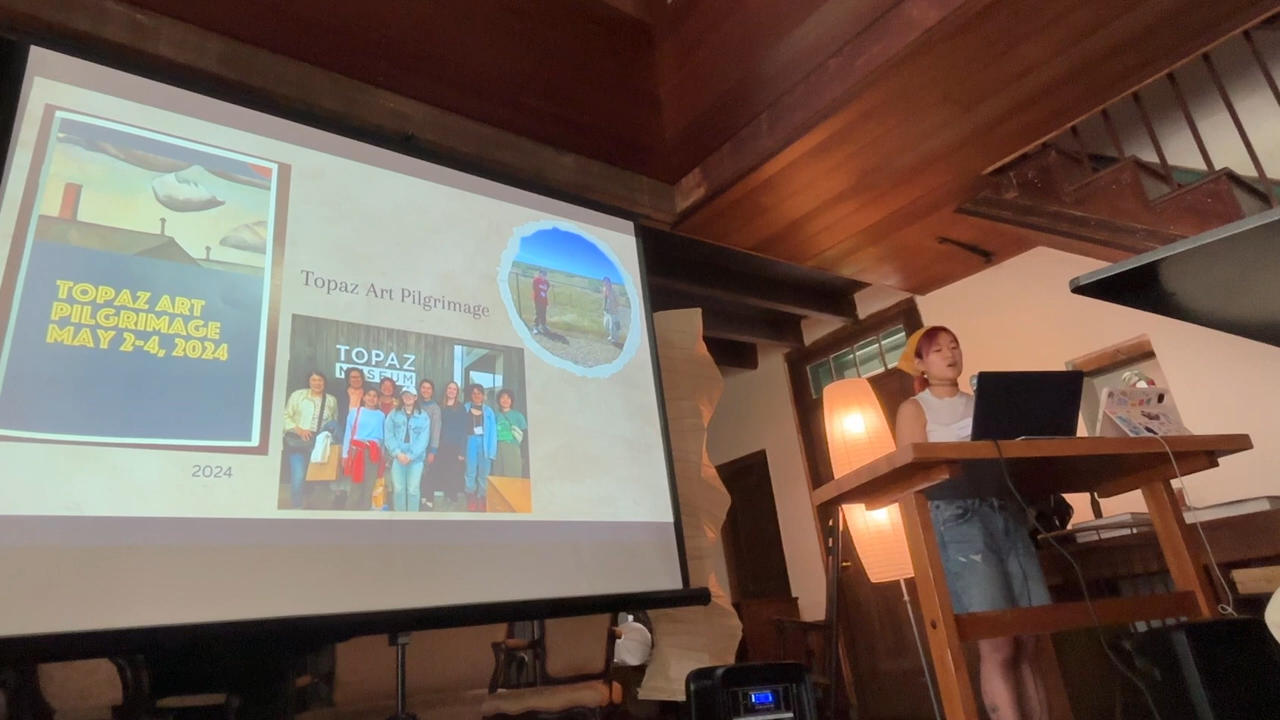 TOPAZ ART
PILGRIMAGE
MAY 2-4, 2024
2024
Topaz Art Pilgrimage
TOPAZ
MUSEUM